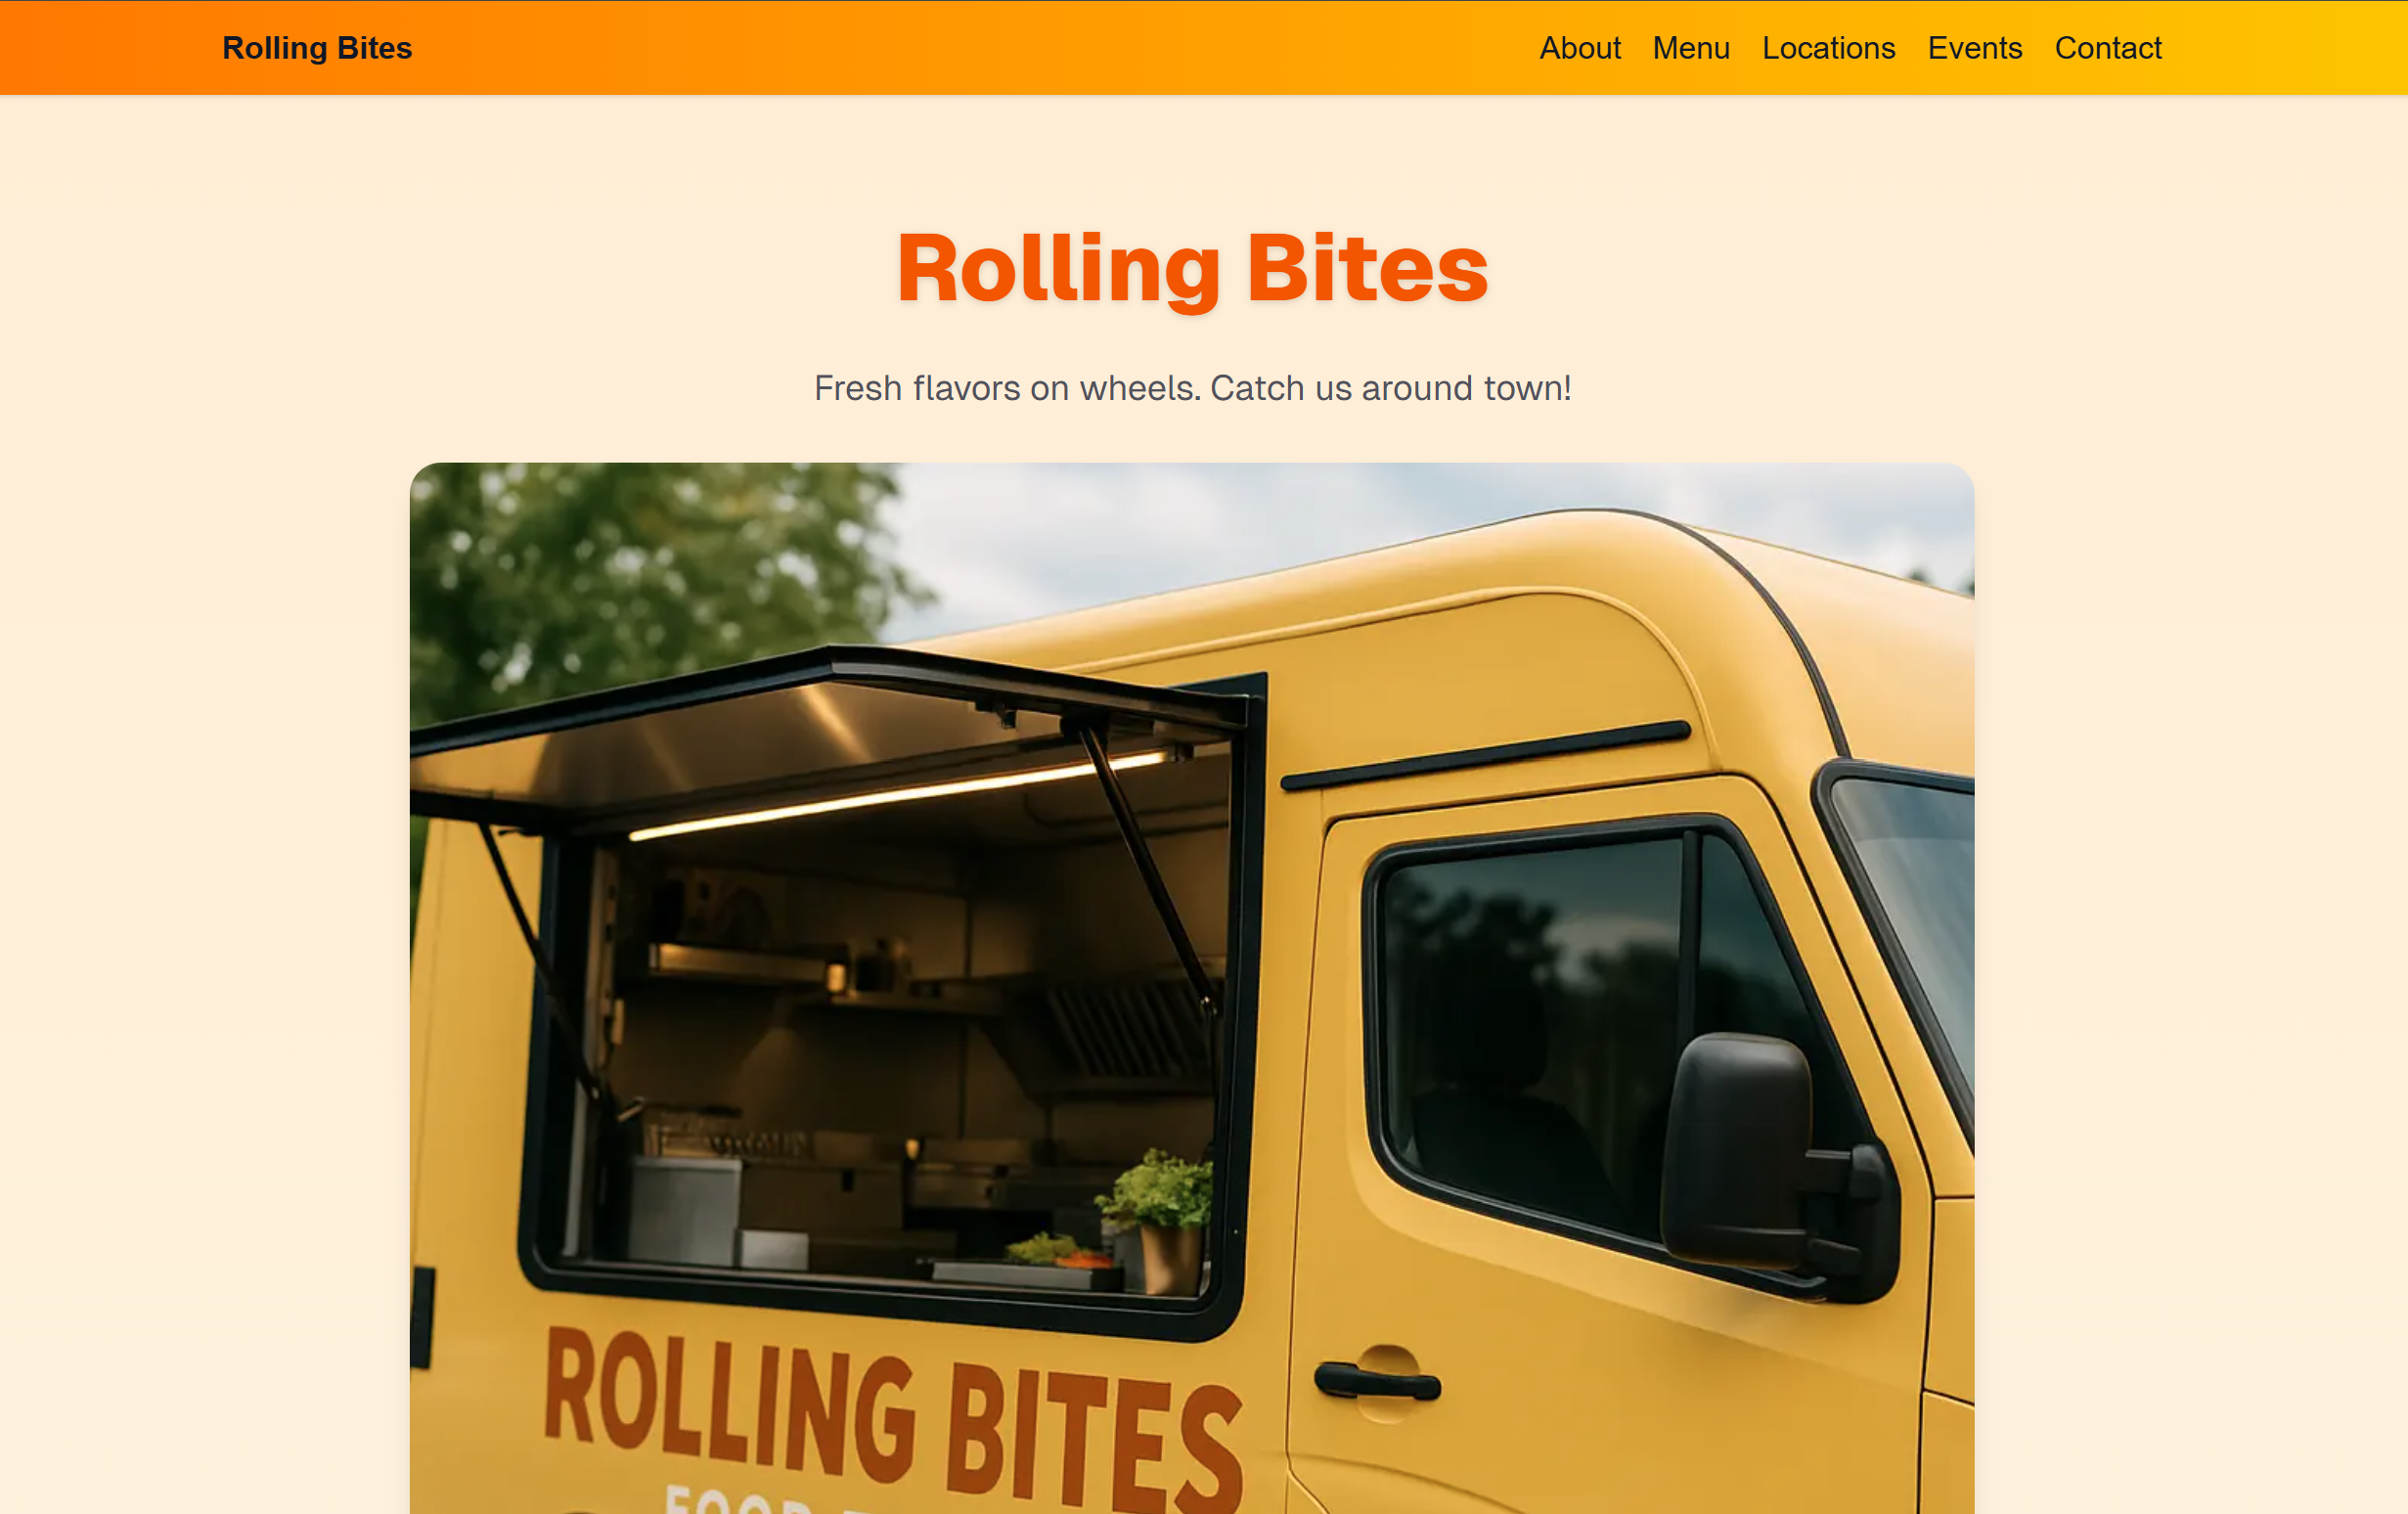 Rolling Bites
About Menu Locations Events Contact
Rolling Bites
Fresh flavors on wheels. Catch us around town!
ROLLING BITES
FOOD